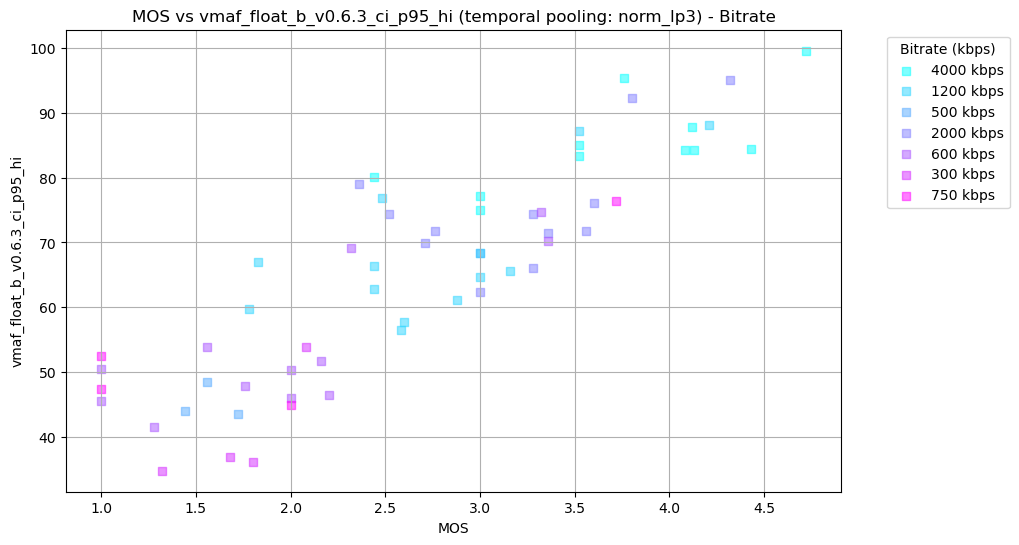 MOS vs vmaf_float_b_v0.6.3_ci_p95_hi (temporal pooling: norm_lp3) - Bitrate
vmaf_float_b_v0.6.3_ci_p95_hi
100
90
80
70
60
50
40
1.0 1.5 2.0 2.5 3.0 3.5 4.0 4.5
MOS
Bitrate (kbps)
4000 kbps
1200 kbps
500 kbps
2000 kbps
600 kbps
300 kbps
750 kbps